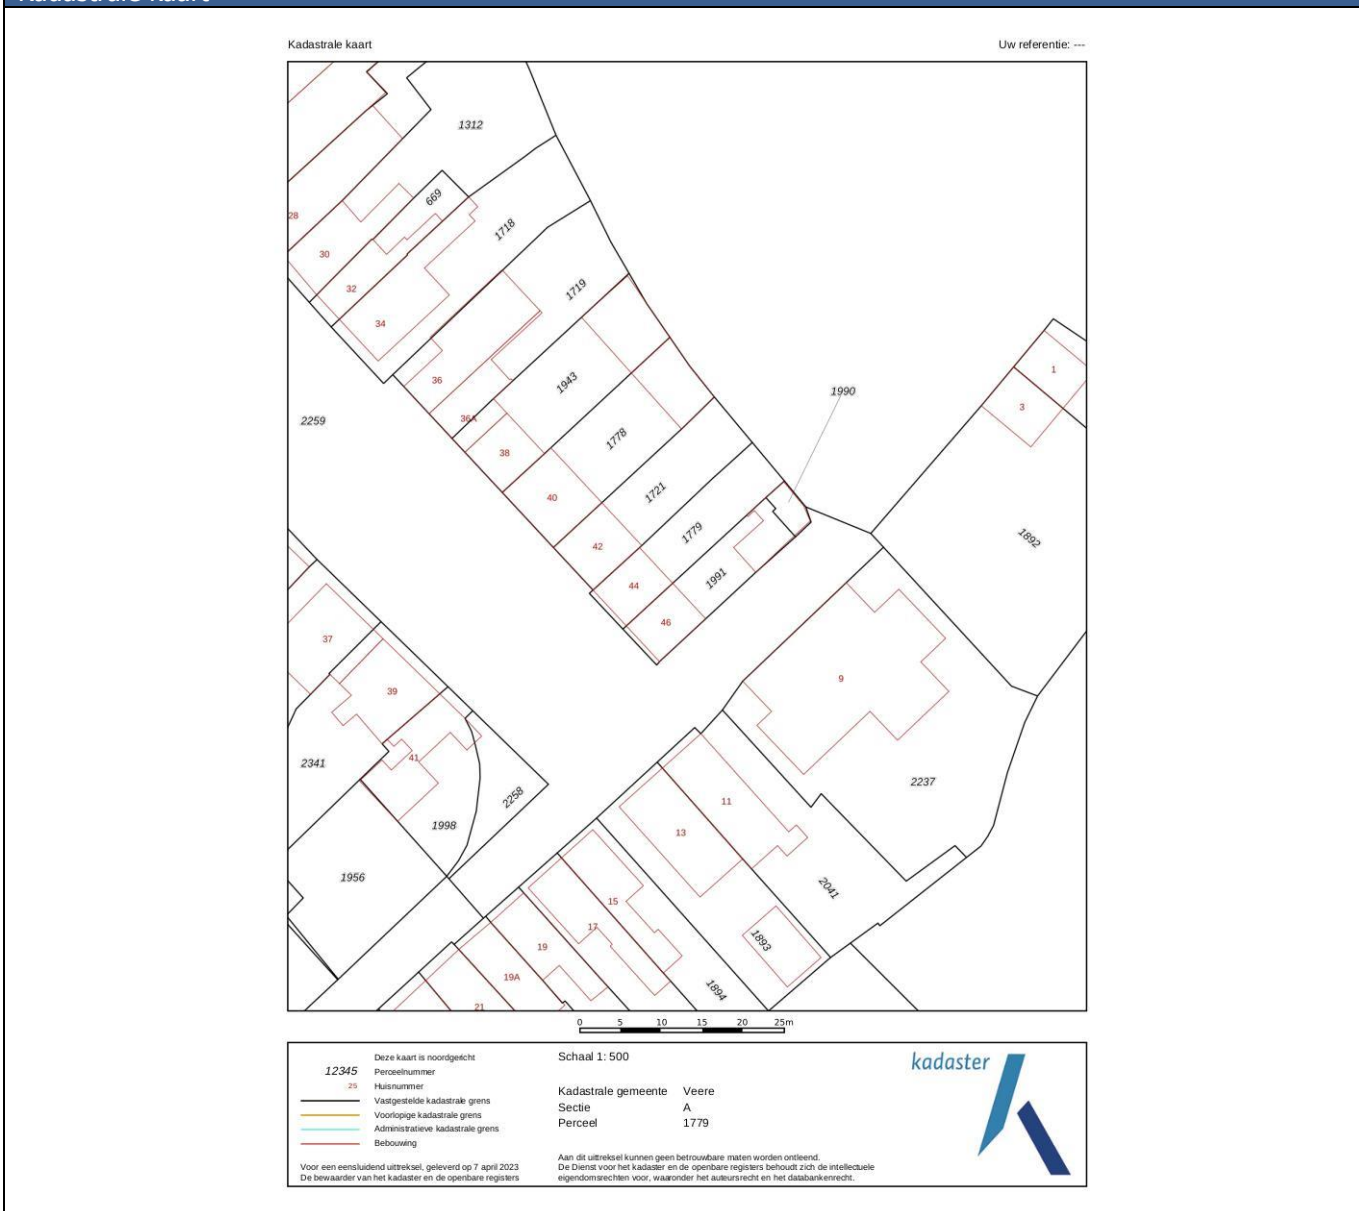 Kadastrale kaart
Kadastrale kaart
Uw referentie: ---
1312
669
28
1718
30
32
1719
34
1
36
1943
1990
3
36A
2259
1778
38
1721
40
1779
1892
42
1991
44
46
37
9
39
2341
41
2237
2258
11
1998
13
1956
2041
15
17
1893
19
19A
1894
21
0 5 10 15 20 25m
Deze kaart is noordgericht
12345 Perceelnummer
25 Huisnummer
Vastgestelde kadastrale grens
Voorlopige kadastrale grens
Administratieve kadastrale grens
Bebouwing
Voor een eensluidend uittreksel, geleverd op 7 april 2023
De bewaarder van het kadaster en de openbare registers
Schaal 1: 500
Kadastrale gemeente Veere
Sectie A
Perceel 1779
Aan dit uittreksel kunnen geen betrouwbare maten worden ontleend.
De Dienst voor het kadaster en de openbare registers behoudt zich de intellectuele
eigendomsrechten voor, waaronder het auteursrecht en het databankenrecht.
kadaster